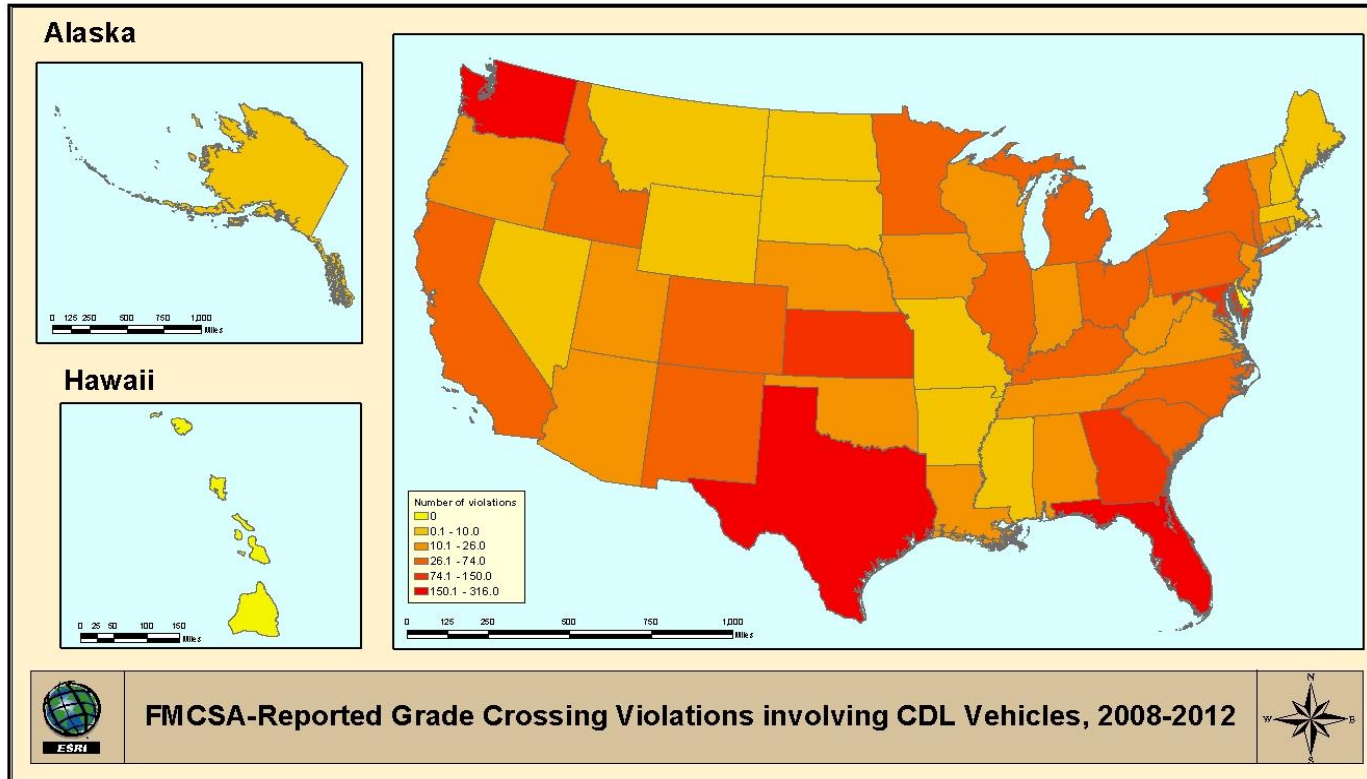 Alaska
0 125 250 500 750 1,000
Miles
Hawaii
0 25 50 100 150
Miles
Number of violations
0
0.1 - 10.0
10.1 - 26.0
26.1 - 74.0
74.1 - 150.0
150.1 - 316.0
0 125 250 500 750 1,000
Miles
ESRI
FMCSA-Reported Grade Crossing Violations involving CDL Vehicles, 2008-2012
N
W E
S